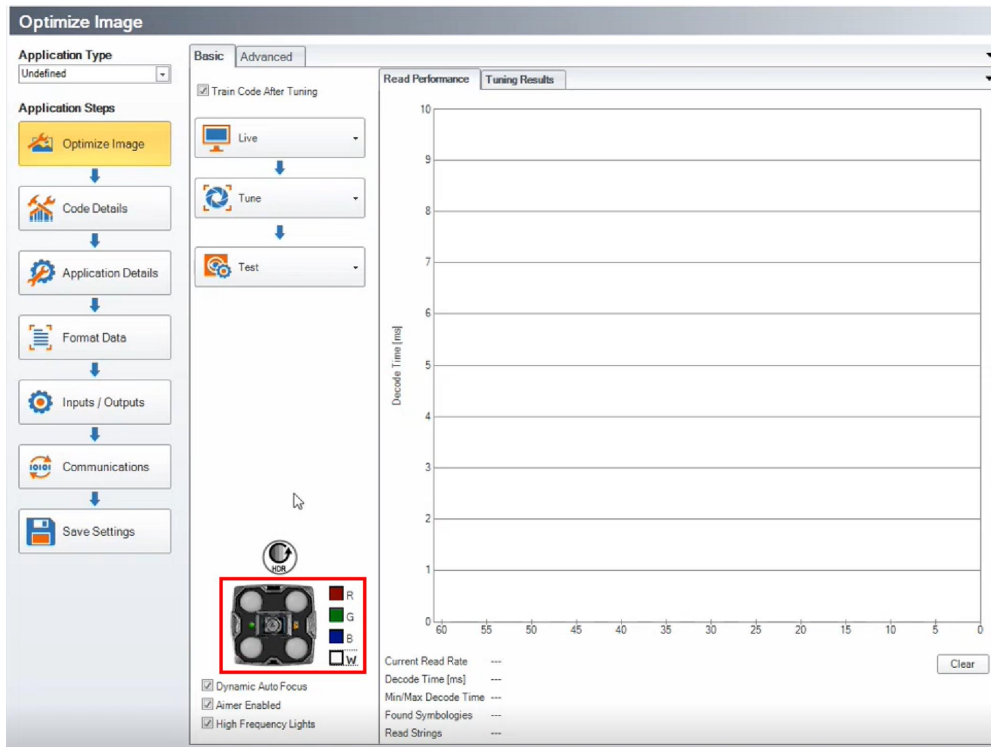 Optimize Image
Application Type
Undefined
Application Steps
Optimize Image
Code Details
Application Details
Format Data
Inputs / Outputs
Communications
Save Settings
Basic
Advanced
Train Code After Tuning
Live
Tune
Test
HDR
R
G
B
W
Dynamic Auto Focus
Aimer Enabled
High Frequency Lights
Read Performance
Tuning Results
Decode Time [ms]
10
9
8
7
6
5
4
3
2
1
0
60 55 50 45 40 35 30 25 20 15 10 5 0
Current Read Rate ---
Decode Time [ms] ---
Min/Max Decode Time ---
Found Symbologies ---
Read Strings ---
Clear